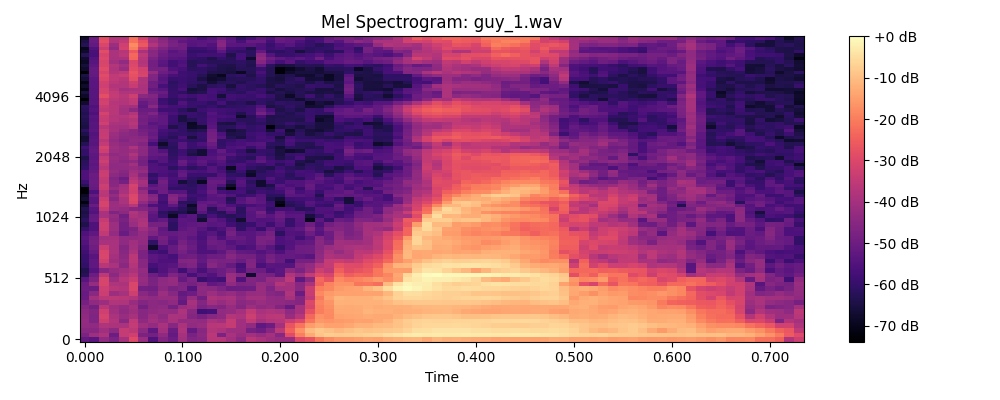 Mel Spectrogram: guy_1.wav
+0 dB
-10 dB
4096
-20 dB
2048
-30 dB
Hz
-40 dB
1024
-50 dB
512
-60 dB
-70 dB
0
0.000 0.100 0.200 0.300 0.400 0.500 0.600 0.700
Time